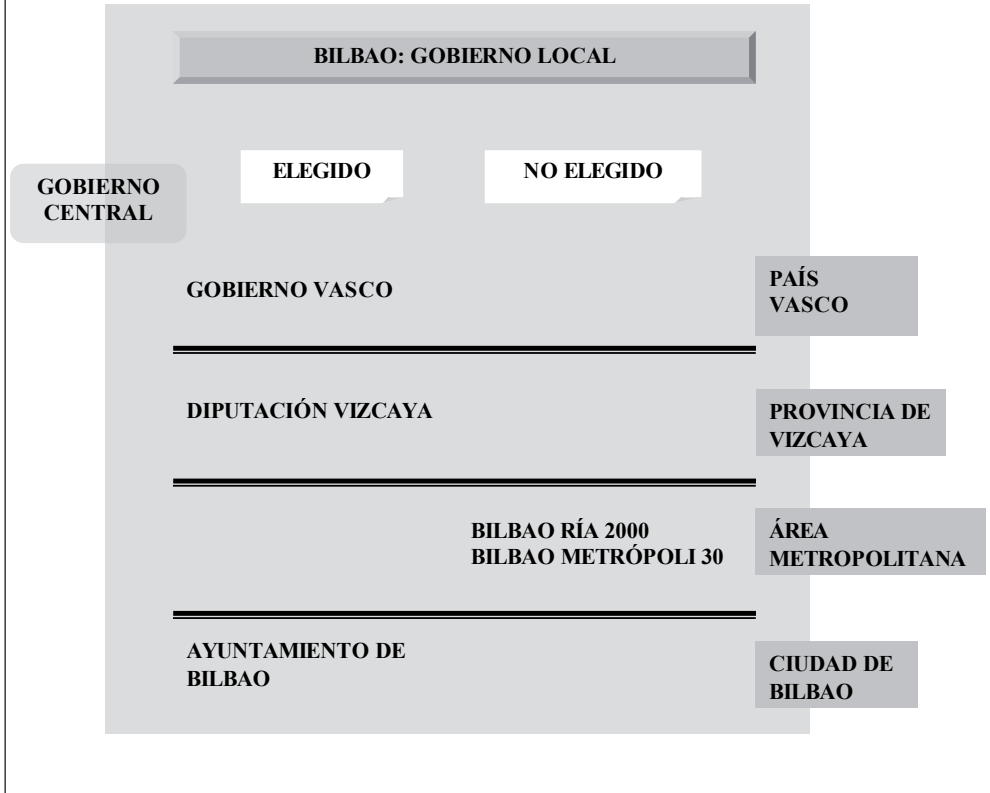 BILBAO: GOBIERNO LOCAL
ELEGIDO
NO ELEGIDO
GOBIERNO
CENTRAL
GOBIERNO VASCO
PAÍS
VASCO
DIPUTACIÓN VIZCAYA
PROVINCIA DE
VIZCAYA
BILBAO RÍA 2000
BILBAO METRÓPOLI 30
ÁREA
METROPOLITANA
AYUNTAMIENTO DE
BILBAO
CIUDAD DE
BILBAO